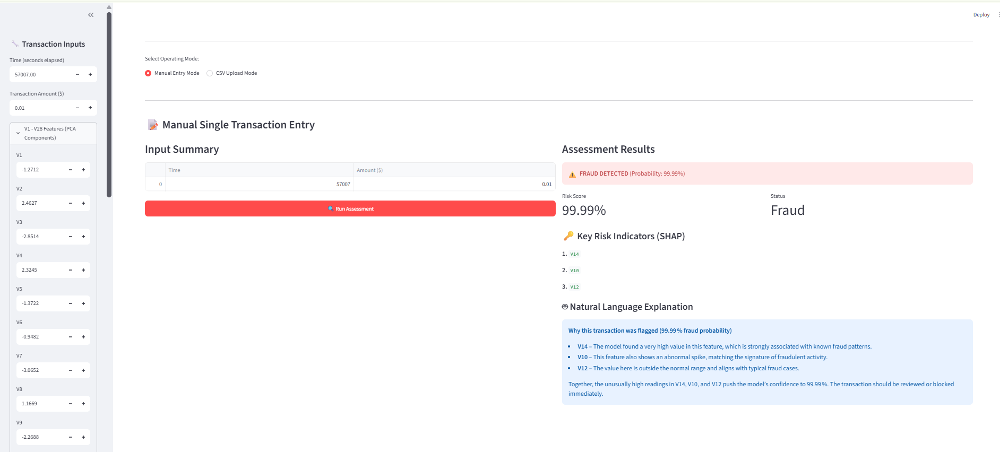 Transaction Inputs
Time (seconds elapsed)
57007.00
Transaction Amount ($)
0.01
V1 - V28 Features (PCA
Components)
V1
-1.2712
V2
2.4627
V3
-2.8514
V4
2.3245
V5
-1.3722
V6
-0.9482
V7
-3.0652
V8
1.1669
V9
-2.2688
Deploy
Select Operating Mode:
Manual Entry Mode CSV Upload Mode
Manual Single Transaction Entry
Input Summary
Time Amount ($)
0 57007 0.01
Run Assessment
Assessment Results
FRAUD DETECTED (Probability: 99.99%)
Risk Score Status
99.99% Fraud
Key Risk Indicators (SHAP)
1. V14
2. V10
3. V12
Natural Language Explanation
Why this transaction was flagged (99.99 % fraud probability)
• V14 – The model found a very high value in this feature, which is strongly associated with known fraud patterns.
• V10 – This feature also shows an abnormal spike, matching the signature of fraudulent activity.
• V12 – The value here is outside the normal range and aligns with typical fraud cases.
Together, the unusually high readings in V14, V10, and V12 push the model's confidence to 99.99 %. The transaction should be reviewed or blocked
immediately.